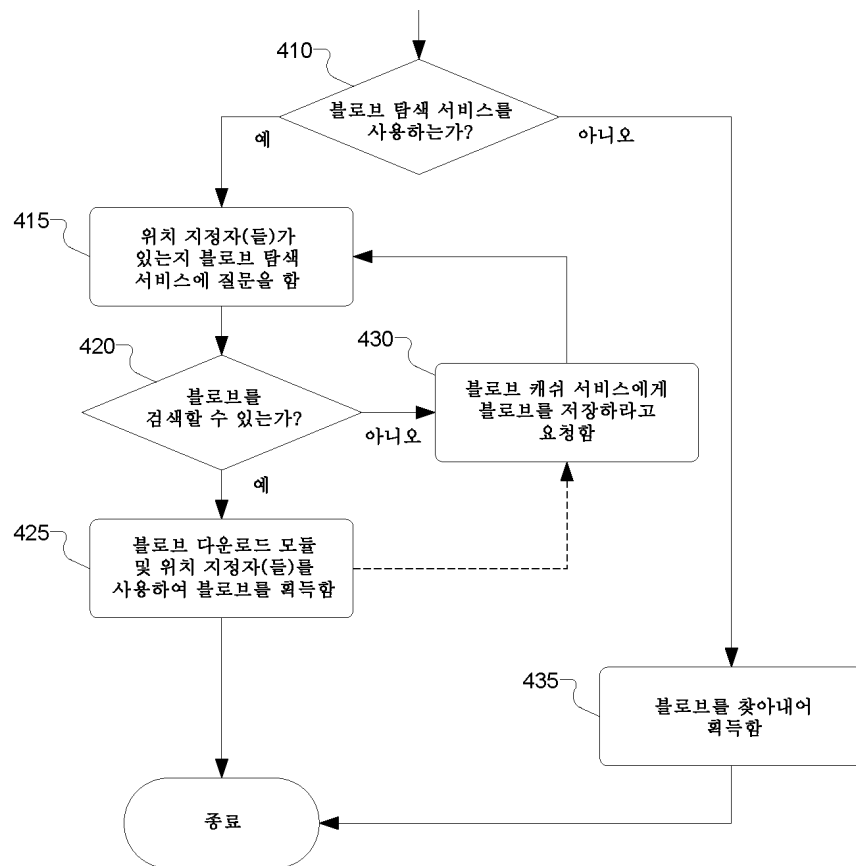 410
블로브 탐색 서비스를
사용하는가?
예
아니오
415
위치 지정자(들)가
있는지 블로브 탐색
서비스에 질문을 함
420
블로브를
검색할 수 있는가?
아니오
예
430
블로브 캐쉬 서비스에게
블로브를 저장하라고
요청함
425
블로브 다운로드 모듈
및 위치 지정자(들)를
사용하여 블로브를 획득함
435
블로브를 찾아내어
획득함
종료